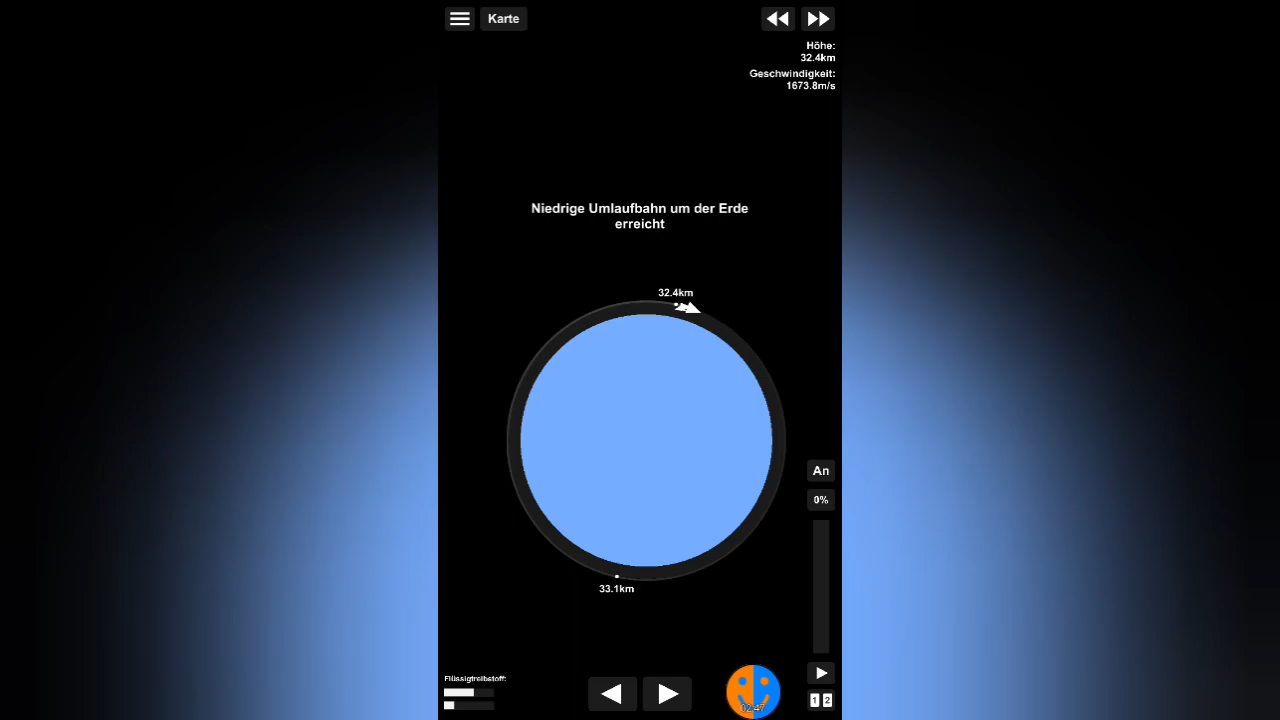 Karte
Höhe:
32.4km
Geschwindigkeit:
1673.8m/s
Niedrige Umlaufbahn um der Erde
erreicht
32.4km
33.1km
An
0%
Flüssigtreibstoff:
1 2